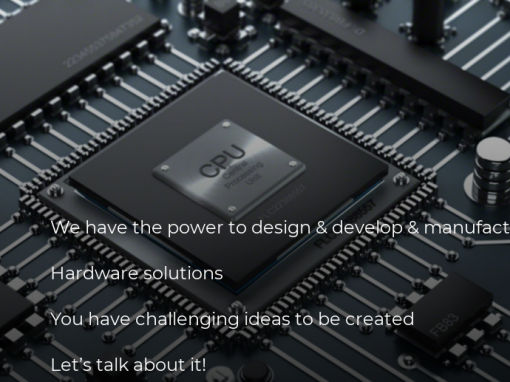 CPU
Central
Processing
Unit
We have the power to design & develop & manufact
Hardware solutions
You have challenging ideas to be created
Let's talk about it!
FB83